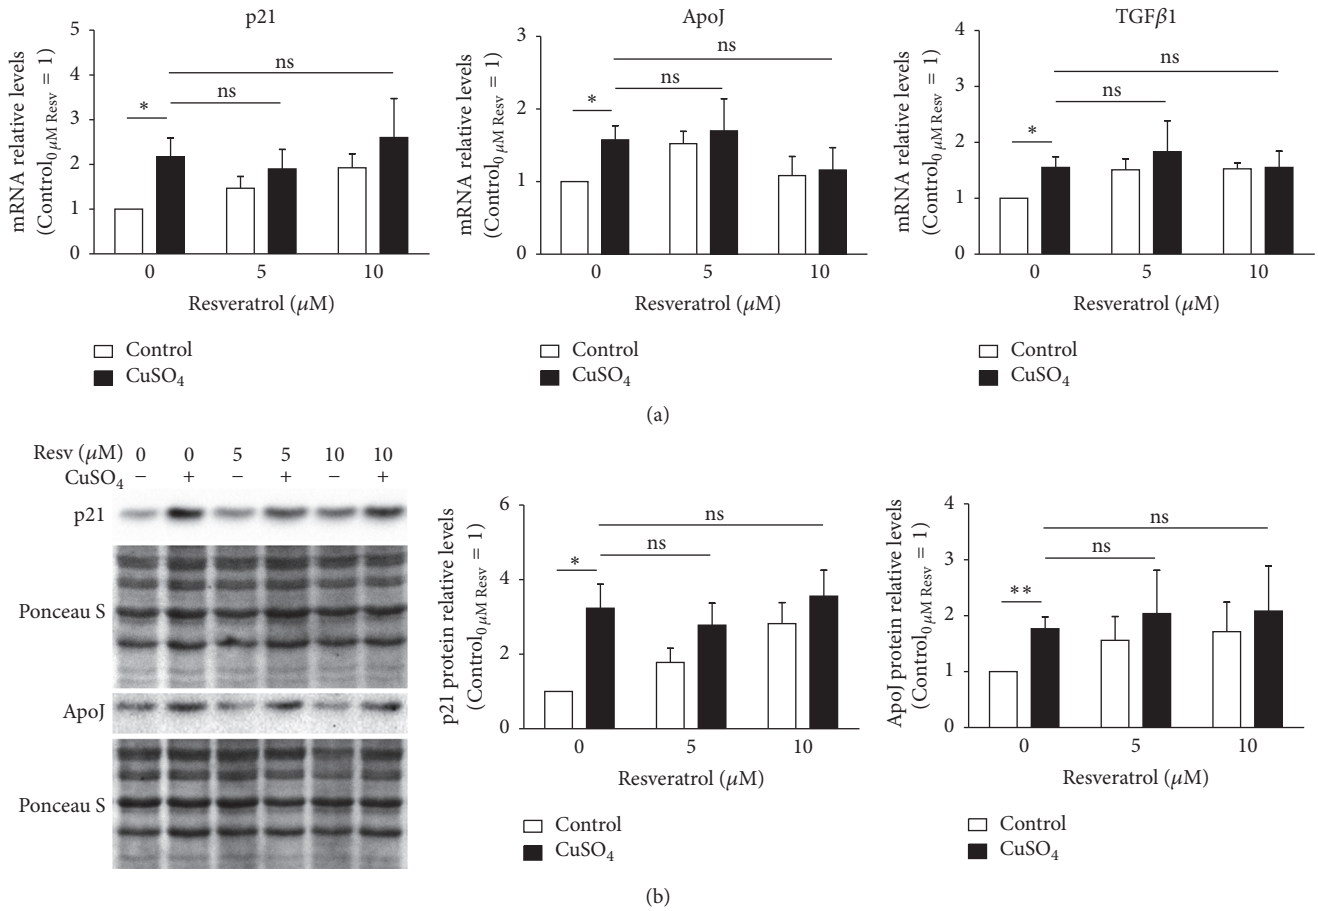 p21
mRNA relative levels
(Control0 μM Resv = 1)
5
4
3
2
1
0
*
ns
ns
0 5 10
Resveratrol (μM)
Control
CuSO4
ApoJ
mRNA relative levels
(Control0 μM Resv = 1)
3
2
1
0
*
ns
ns
0 5 10
Resveratrol (μM)
Control
CuSO4
TGFβ1
mRNA relative levels
(Control0 μM Resv = 1)
4
3
2
1
0
*
ns
ns
0 5 10
Resveratrol (μM)
Control
CuSO4
(a)
Resv (μM) 0 0 5 5 10 10
CuSO4 − + − + − +
p21
Ponceau S
ApoJ
Ponceau S
p21 protein relative levels
(Control0 μM Resv = 1)
6
4
2
0
*
ns
ns
0 5 10
Resveratrol (μM)
Control
CuSO4
ApoJ protein relative levels
(Control0 μM Resv = 1)
4
3
2
1
0
**
ns
ns
0 5 10
Resveratrol (μM)
Control
CuSO4
(b)